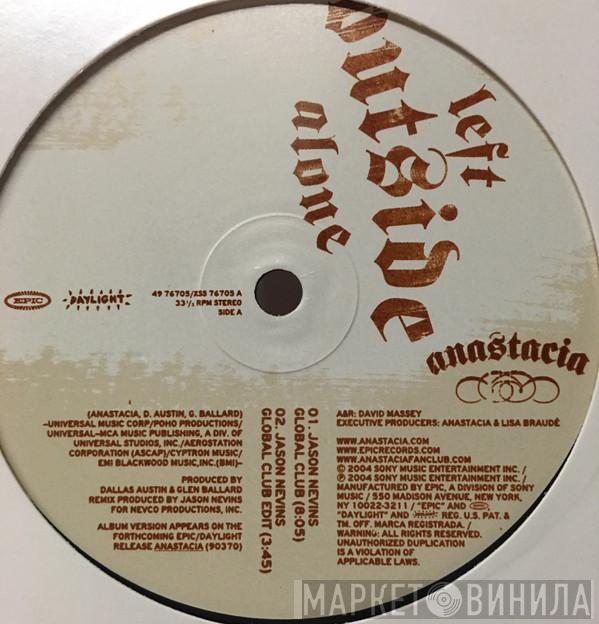 left
outside
alone
anastacia
EPIC
DAYLIGHT
49 76705/XSS 76705 A
33⅓ RPM STEREO
SIDE A
(ANASTACIA, D. AUSTIN, G. BALLARD)
-UNIVERSAL MUSIC CORP/POHO PRODUCTIONS/
UNIVERSAL-MCA MUSIC PUBLISHING, A DIV. OF
UNIVERSAL STUDIOS, INC./AEROSTATION
CORPORATION (ASCAP)/CYPTRON MUSIC/
EMI BLACKWOOD MUSIC,INC.(BMI)-
PRODUCED BY
DALLAS AUSTIN & GLEN BALLARD
REMIX PRODUCED BY JASON NEVINS
FOR NEVCO PRODUCTIONS, INC.
ALBUM VERSION APPEARS ON THE
FORTHCOMING EPIC/DAYLIGHT
RELEASE ANASTACIA (90370)
01. JASON NEVINS
GLOBAL CLUB (8:05)
02. JASON NEVINS
GLOBAL CLUB EDIT (3:45)
A&R: DAVID MASSEY
EXECUTIVE PRODUCERS: ANASTACIA & LISA BRAUDÉ
WWW.ANASTACIA.COM
WWW.EPICRECORDS.COM
WWW.ANASTACIAFANCLUB.COM
© 2004 SONY MUSIC ENTERTAINMENT INC. /
℗ 2004 SONY MUSIC ENTERTAINMENT INC. /
MANUFACTURED BY EPIC, A DIVISION OF SONY
MUSIC / 550 MADISON AVENUE, NEW YORK,
NY 10022-3211 / "EPIC" AND EPIC
"DAYLIGHT" AND DAYLIGHT REG. U.S. PAT. &
TM. OFF. MARCA REGISTRADA. /
WARNING: ALL RIGHTS RESERVED.
UNAUTHORIZED DUPLICATION
IS A VIOLATION OF
APPLICABLE LAWS.
МАРКЕТ ВИНИЛА